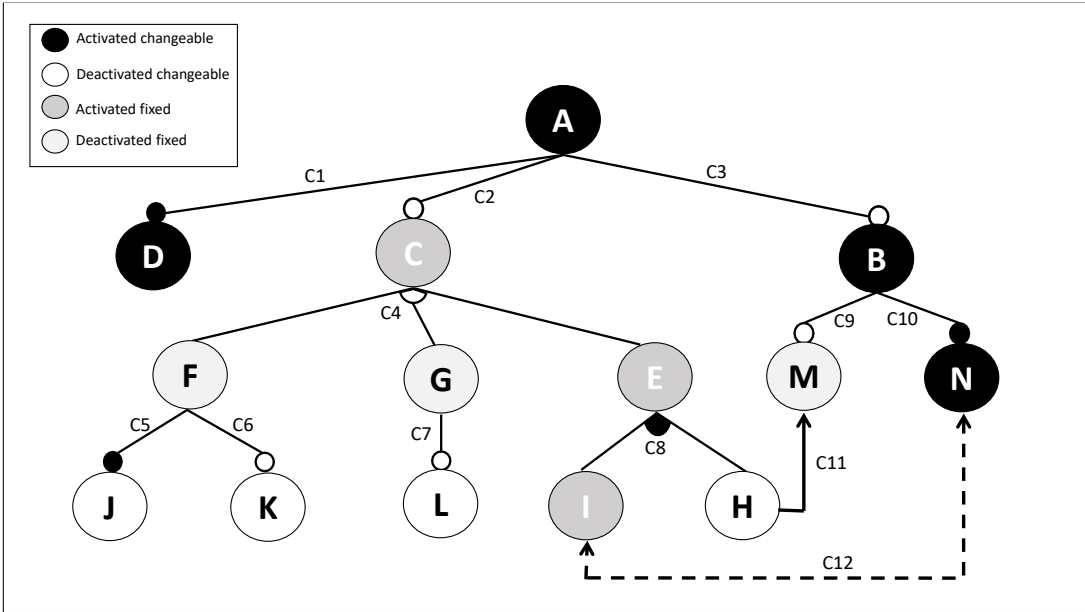 Activated changeable
Deactivated changeable
Activated fixed
Deactivated fixed
A
C1
C2
C3
D
C
B
C4
C9
C10
F
G
E
M
N
C5
C6
C7
C8
C11
J
K
L
I
H
C12